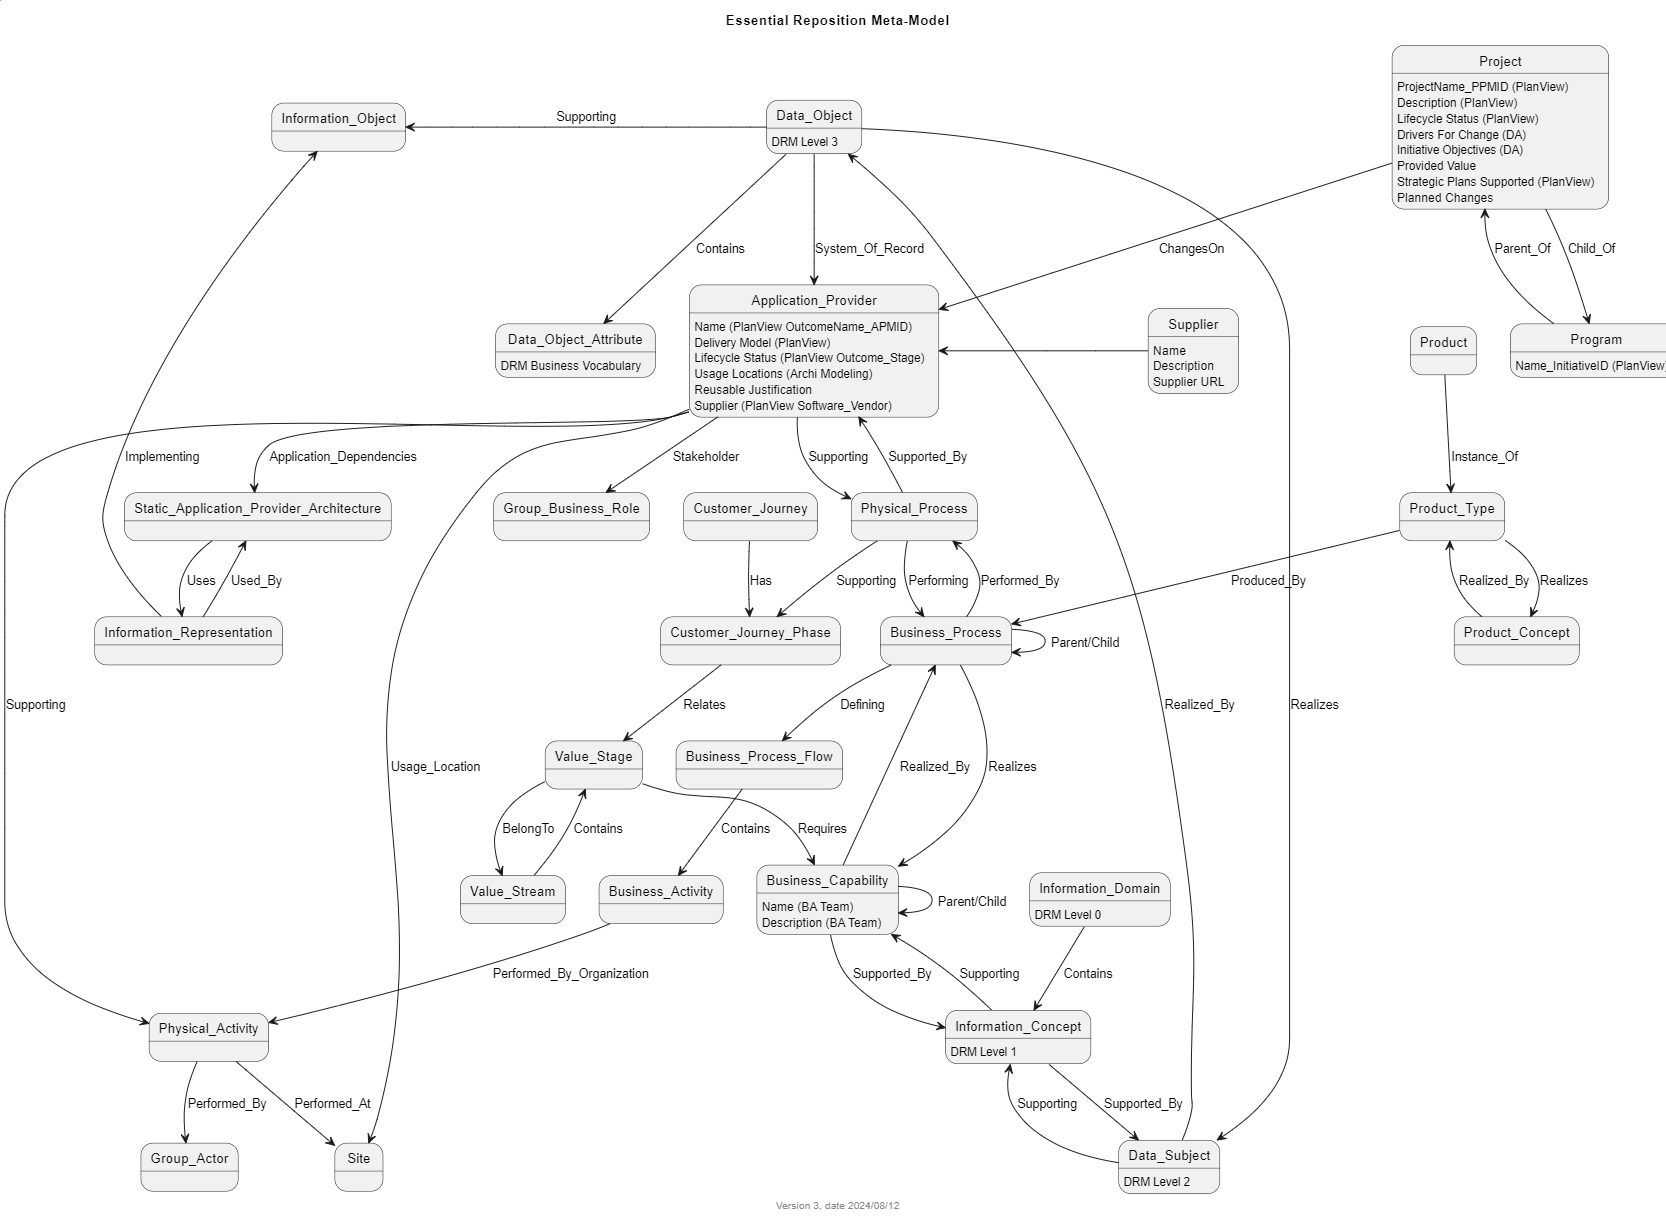 Essential Reposition Meta-Model
Project
ProjectName_PPMID (PlanView)
Description (PlanView)
Lifecycle Status (PlanView)
Drivers For Change (DA)
Initiative Objectives (DA)
Provided Value
Strategic Plans Supported (PlanView)
Planned Changes
Information_Object
Supporting
Data_Object
DRM Level 3
Contains
System_Of_Record
ChangesOn
Parent_Of
Child_Of
Application_Provider
Name (PlanView OutcomeName_APMID)
Delivery Model (PlanView)
Lifecycle Status (PlanView Outcome_Stage)
Usage Locations (Archi Modeling)
Reusable Justification
Supplier (PlanView Software_Vendor)
Data_Object_Attribute
DRM Business Vocabulary
Supplier
Name
Description
Supplier URL
Product
Program
Name_InitiativeID (PlanView)
Implementing
Application_Dependencies
Stakeholder
Supporting
Supported_By
Instance_Of
Static_Application_Provider_Architecture
Group_Business_Role
Customer_Journey
Physical_Process
Product_Type
Uses
Used_By
Has
Supporting
Performing
Performed_By
Produced_By
Realized_By
Realizes
Information_Representation
Customer_Journey_Phase
Business_Process
Parent/Child
Product_Concept
Supporting
Relates
Defining
Realized_By
Realizes
Value_Stage
Business_Process_Flow
Usage_Location
Realized_By
Realizes
BelongTo
Contains
Contains
Requires
Value_Stream
Business_Activity
Business_Capability
Name (BA Team)
Description (BA Team)
Parent/Child
Information_Domain
DRM Level 0
Performed_By_Organization
Supported_By
Supporting
Contains
Physical_Activity
Information_Concept
DRM Level 1
Performed_By
Performed_At
Supporting
Supported_By
Group_Actor
Site
Data_Subject
DRM Level 2
Version 3, date 2024/08/12